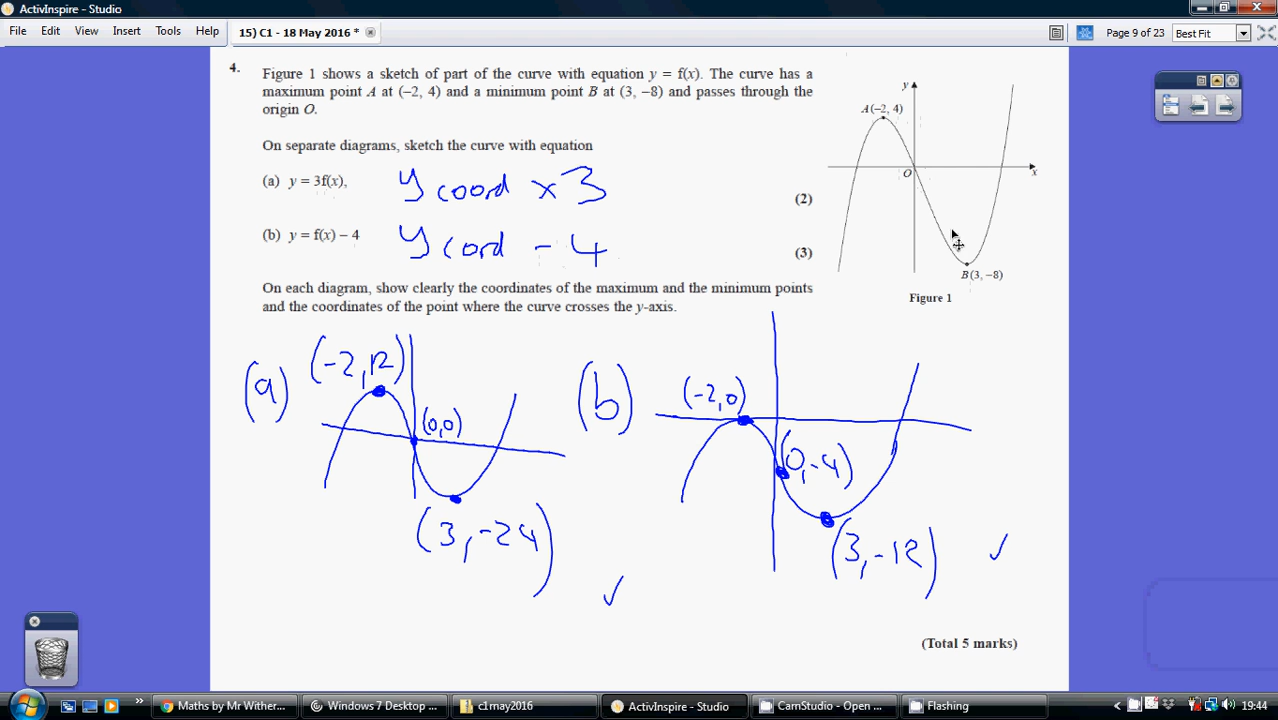 ActivInspire - Studio
File Edit View Insert Tools Help 15) C1 - 18 May 2016 * Page 9 of 23 Best Fit
4. Figure 1 shows a sketch of part of the curve with equation y = f(x). The curve has a
maximum point A at (−2, 4) and a minimum point B at (3, −8) and passes through the
origin O.
On separate diagrams, sketch the curve with equation
(a) y = 3f(x),
y coord x 3
(2)
(b) y = f(x) − 4
y cord - 4
(3)
On each diagram, show clearly the coordinates of the maximum and the minimum points
and the coordinates of the point where the curve crosses the y-axis.
y
A (−2, 4)
O
x
B (3, −8)
Figure 1
(a)
(-2,12)
(0,0)
(3,-24)
✓
(b)
(-2,0)
(0,-4)
(3,-12)
✓
(Total 5 marks)
Maths by Mr Wither... Windows 7 Desktop ... c1may2016 ActivInspire - Studio CamStudio - Open ... Flashing 19:44